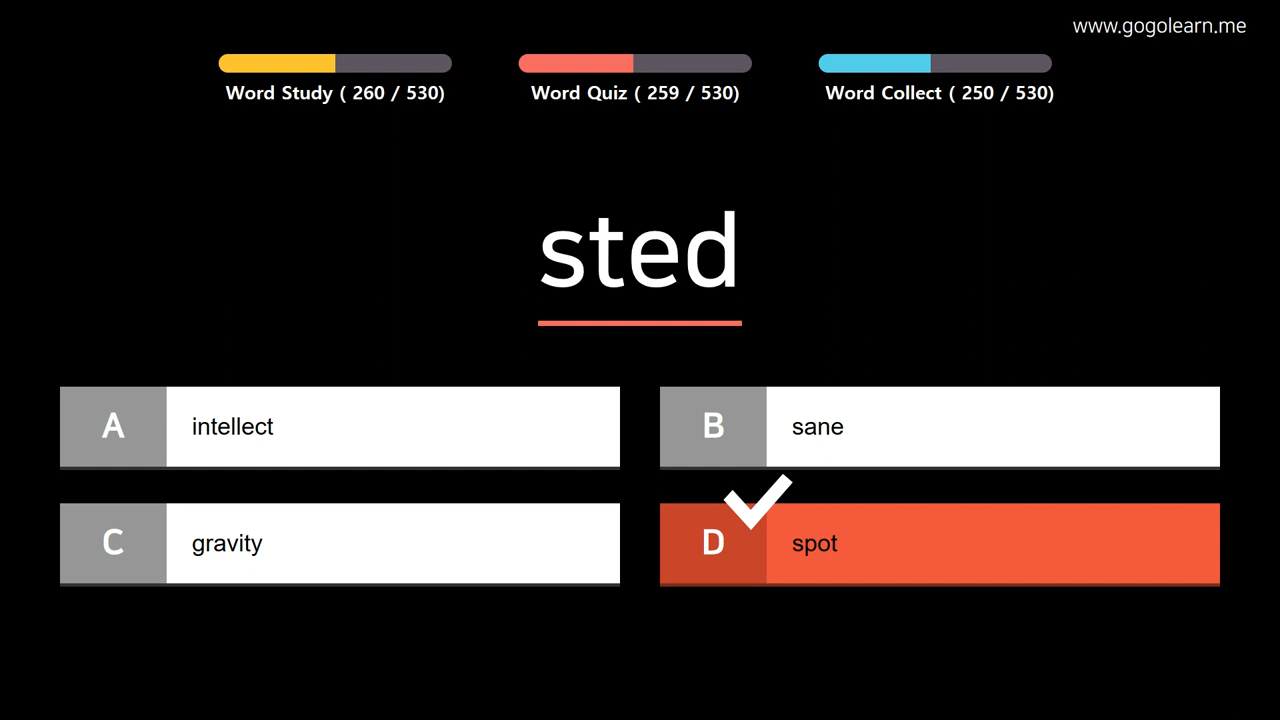 www.gogolearn.me
Word Study ( 260 / 530)
Word Quiz ( 259 / 530)
Word Collect ( 250 / 530)
sted
A intellect
B sane
C gravity
D spot